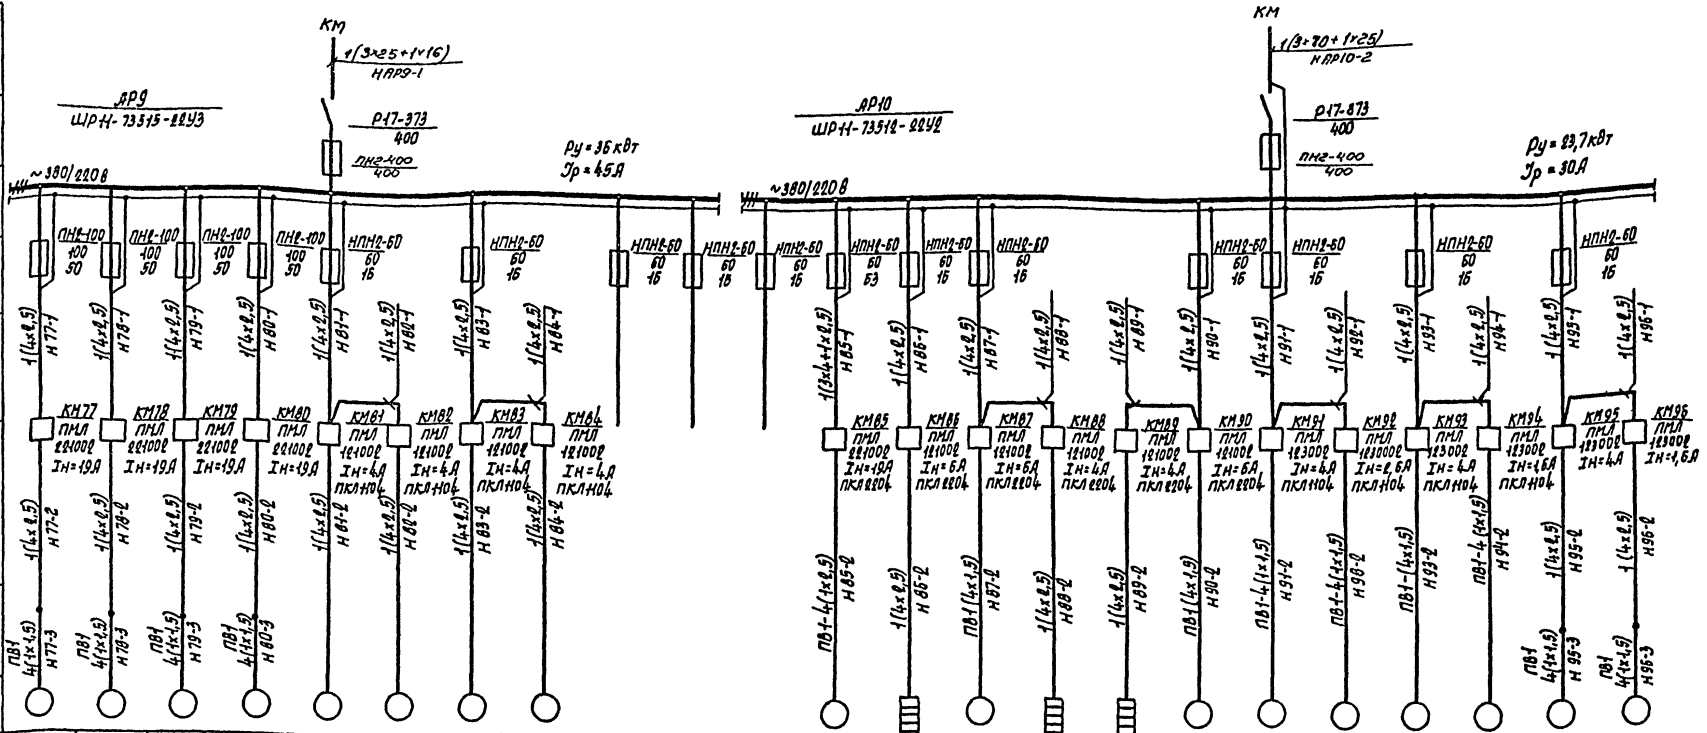 КМ
1(3×25+1×16)
НАР9-1
АР9
ШР11-73515-22У3
Р17-373
400
ПН2-400
400
Ру=36 кВт
Iр=45А
~380/220В
КМ
1(3×70+1×25)
НАР10-2
АР10
ШР11-73512-22У2
Р17-373
400
ПН2-400
400
Ру=23,7 кВт
Iр=30А
~380/220В
ПН2-100
100
50
ПН2-100
100
50
ПН2-100
100
50
ПН2-100
100
50
НПН2-60
60
16
НПН2-60
60
16
НПН2-60
60
16
НПН2-60
60
16
НПН2-60
60
16
НПН2-60
60
63
НПН2-60
60
16
НПН2-60
60
16
НПН2-60
60
16
НПН2-60
60
16
НПН2-60
60
16
НПН2-60
60
16
1(4×2,5)
Н77-1
1(4×2,5)
Н78-1
1(4×2,5)
Н79-1
1(4×2,5)
Н80-1
1(4×2,5)
Н81-1
1(4×2,5)
Н82-1
1(4×2,5)
Н83-1
1(4×2,5)
Н84-1
1(3×4+1×2,5)
Н85-1
1(4×2,5)
Н86-1
1(4×2,5)
Н87-1
1(4×2,5)
Н88-1
1(4×2,5)
Н89-1
1(4×2,5)
Н90-1
1(4×2,5)
Н91-1
1(4×2,5)
Н92-1
1(4×2,5)
Н93-1
1(4×2,5)
Н94-1
1(4×2,5)
Н95-1
1(4×2,5)
Н96-1
КМ77
ПМЛ
221002
Iн=19А
КМ78
ПМЛ
221002
Iн=19А
КМ79
ПМЛ
221002
Iн=19А
КМ80
ПМЛ
221002
Iн=19А
КМ81
ПМЛ
121002
Iн=4А
ПКЛ1104
КМ82
ПМЛ
121002
Iн=4А
ПКЛ1104
КМ83
ПМЛ
121002
Iн=4А
ПКЛ1104
КМ84
ПМЛ
121002
Iн=4А
ПКЛ1104
КМ85
ПМЛ
221002
Iн=19А
ПКЛ2204
КМ86
ПМЛ
121002
Iн=6А
ПКЛ2204
КМ87
ПМЛ
121002
Iн=6А
ПКЛ2204
КМ88
ПМЛ
121002
Iн=4А
ПКЛ2204
КМ89
ПМЛ
121002
Iн=4А
ПКЛ2204
КМ90
ПМЛ
121002
Iн=6А
ПКЛ2204
КМ91
ПМЛ
123002
Iн=4А
ПКЛ1104
КМ92
ПМЛ
123002
Iн=2,6А
ПКЛ1104
КМ93
ПМЛ
123002
Iн=4А
ПКЛ1104
КМ94
ПМЛ
123002
Iн=1,6А
ПКЛ1104
КМ95
ПМЛ
123002
Iн=4А
КМ96
ПМЛ
123002
Iн=1,6А
1(4×2,5)
Н77-2
1(4×2,5)
Н78-2
1(4×2,5)
Н79-2
1(4×2,5)
Н80-2
1(4×2,5)
Н81-2
1(4×2,5)
Н82-2
1(4×2,5)
Н83-2
1(4×2,5)
Н84-2
ПВ1-4(1×2,5)
Н85-2
1(4×2,5)
Н86-2
ПВ1(4×1,5)
Н87-2
1(4×2,5)
Н88-2
1(4×2,5)
Н89-2
ПВ1(4×1,5)
Н90-2
ПВ1-4(1×1,5)
Н91-2
ПВ1-4(1×1,5)
Н98-2
ПВ1-(4×1,5)
Н93-2
ПВ1-4(1×1,5)
Н94-2
1(4×2,5)
Н95-2
1(4×2,5)
Н96-2
ПВ1
4(1×1,5)
Н77-3
ПВ1
4(1×1,5)
Н78-3
ПВ1
4(1×1,5)
Н79-3
ПВ1
4(1×1,5)
Н80-3
ПВ1
4(1×1,5)
Н95-3
ПВ1
4(1×1,5)
Н96-3